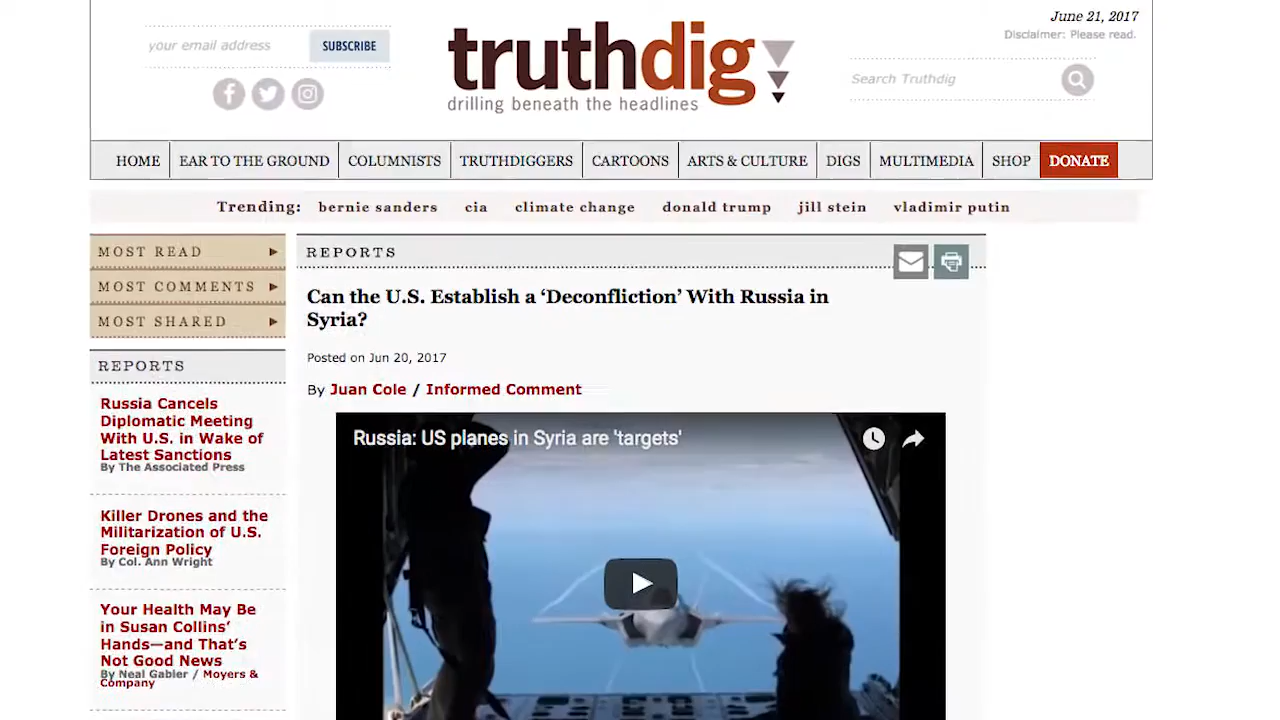 June 21, 2017
your email address
SUBSCRIBE
truthdig
Disclaimer: Please read.
drilling beneath the headlines
Search Truthdig
HOME
EAR TO THE GROUND
COLUMNISTS
TRUTHDIGGERS
CARTOONS
ARTS & CULTURE
DIGS
MULTIMEDIA
SHOP
DONATE
Trending: bernie sanders cia climate change donald trump jill stein vladimir putin
MOST READ
MOST COMMENTS
MOST SHARED
REPORTS
Russia Cancels
Diplomatic Meeting
With U.S. in Wake of
Latest Sanctions
By The Associated Press
Killer Drones and the
Militarization of U.S.
Foreign Policy
By Col. Ann Wright
Your Health May Be
in Susan Collins’
Hands—and That’s
Not Good News
By Neal Gabler / Moyers &
Company
REPORTS
Can the U.S. Establish a ‘Deconfliction’ With Russia in
Syria?
Posted on Jun 20, 2017
By Juan Cole / Informed Comment
Russia: US planes in Syria are 'targets'